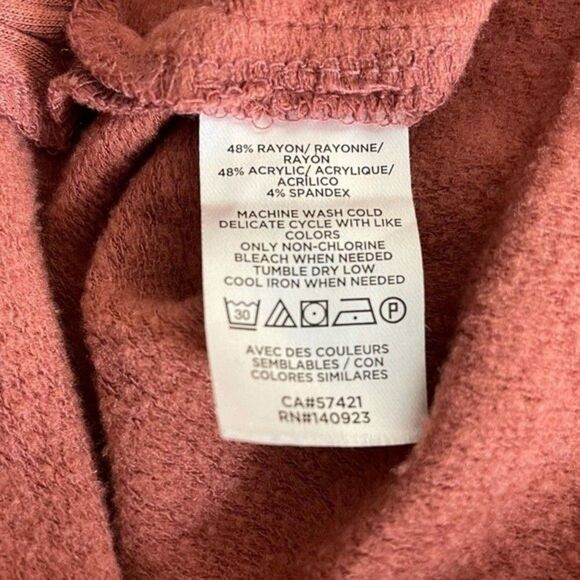 48% RAYON/ RAYONNE/
RAYÓN
48% ACRYLIC/ ACRYLIQUE/
ACRÍLICO
4% SPANDEX
MACHINE WASH COLD
DELICATE CYCLE WITH LIKE
COLORS
ONLY NON-CHLORINE
BLEACH WHEN NEEDED
TUMBLE DRY LOW
COOL IRON WHEN NEEDED
30 P
AVEC DES COULEURS
SEMBLABLES / CON
COLORES SIMILARES
CA#57421
RN#140923